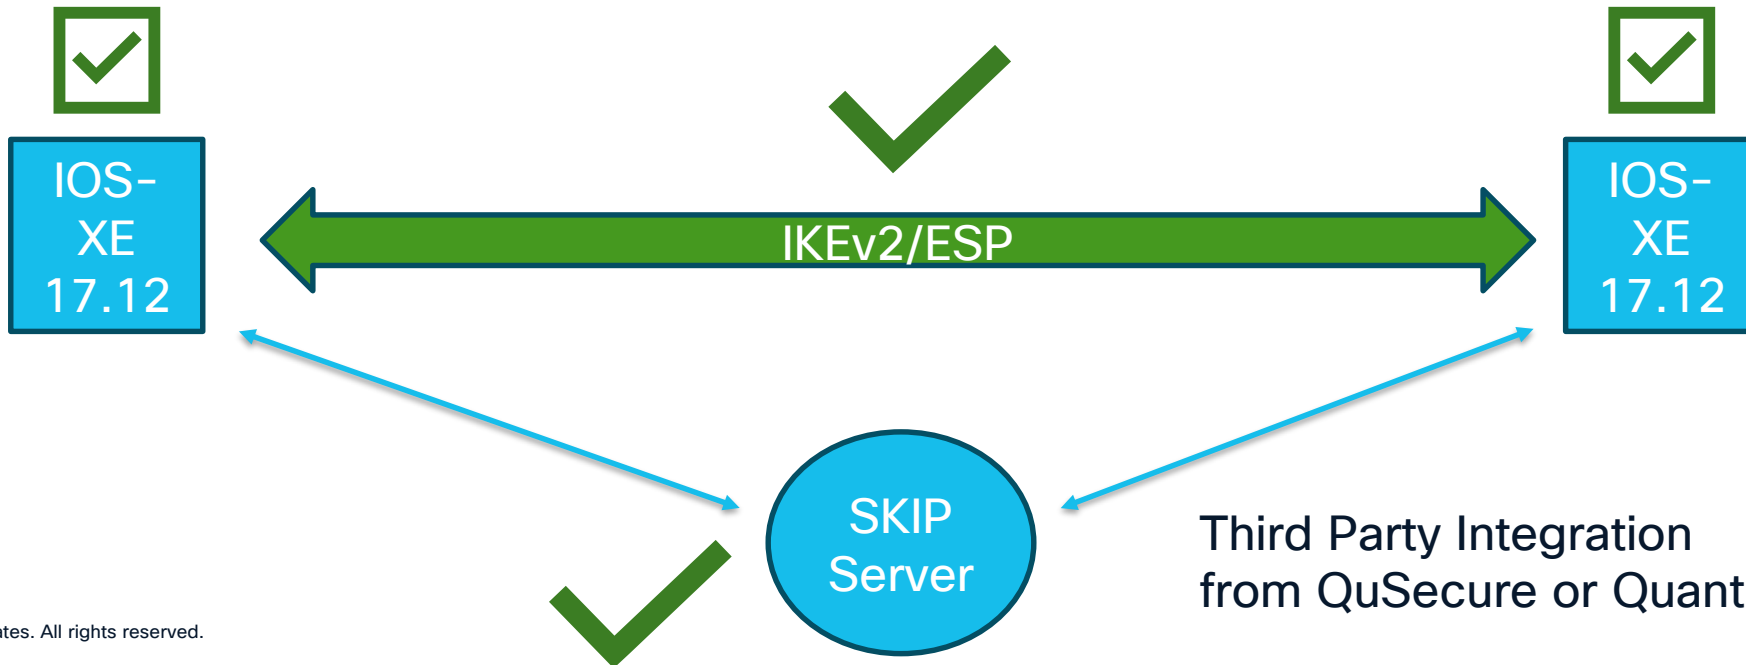 IOS-
XE
17.12
IOS-
XE
17.12
IKEv2/ESP
SKIP
Server
Third Party Integration
from QuSecure or Quant
All rights reserved.